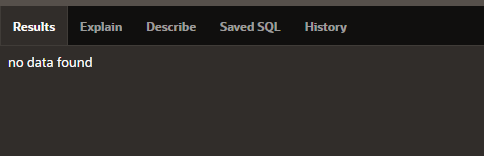 Results Explain Describe Saved SQL History
no data found